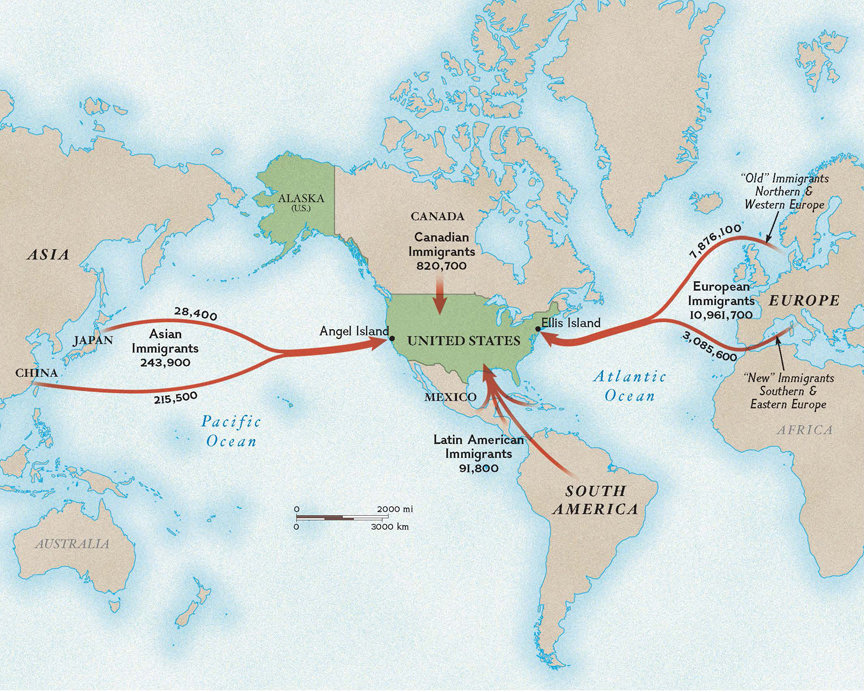 "Old" Immigrants
Northern &
Western Europe
ALASKA
(U.S.)
CANADA
Canadian
Immigrants
820,700
7,876,100
ASIA
European
Immigrants
10,961,700
EUROPE
28,400
Angel Island
Ellis Island
JAPAN
Asian
Immigrants
243,900
UNITED STATES
3,085,600
CHINA
215,500
Atlantic
Ocean
"New" Immigrants
Southern &
Eastern Europe
MEXICO
Pacific
Ocean
AFRICA
Latin American
Immigrants
91,800
SOUTH
AMERICA
0 2000 mi
0 3000 km
AUSTRALIA